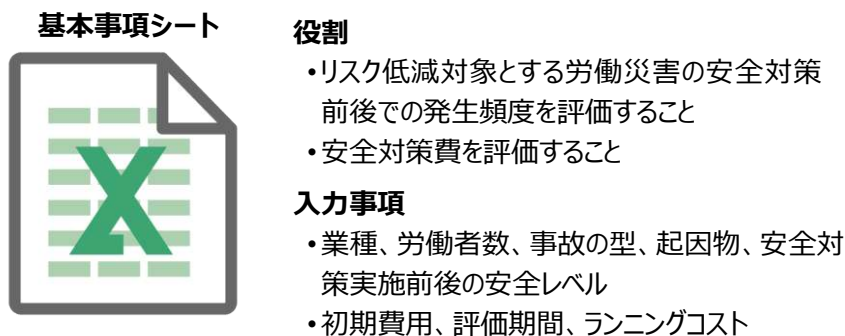 基本事項シート
役割
•リスク低減対象とする労働災害の安全対策
前後での発生頻度を評価すること
•安全対策費を評価すること
入力事項
•業種、労働者数、事故の型、起因物、安全対
策実施前後の安全レベル
•初期費用、評価期間、ランニングコスト
X